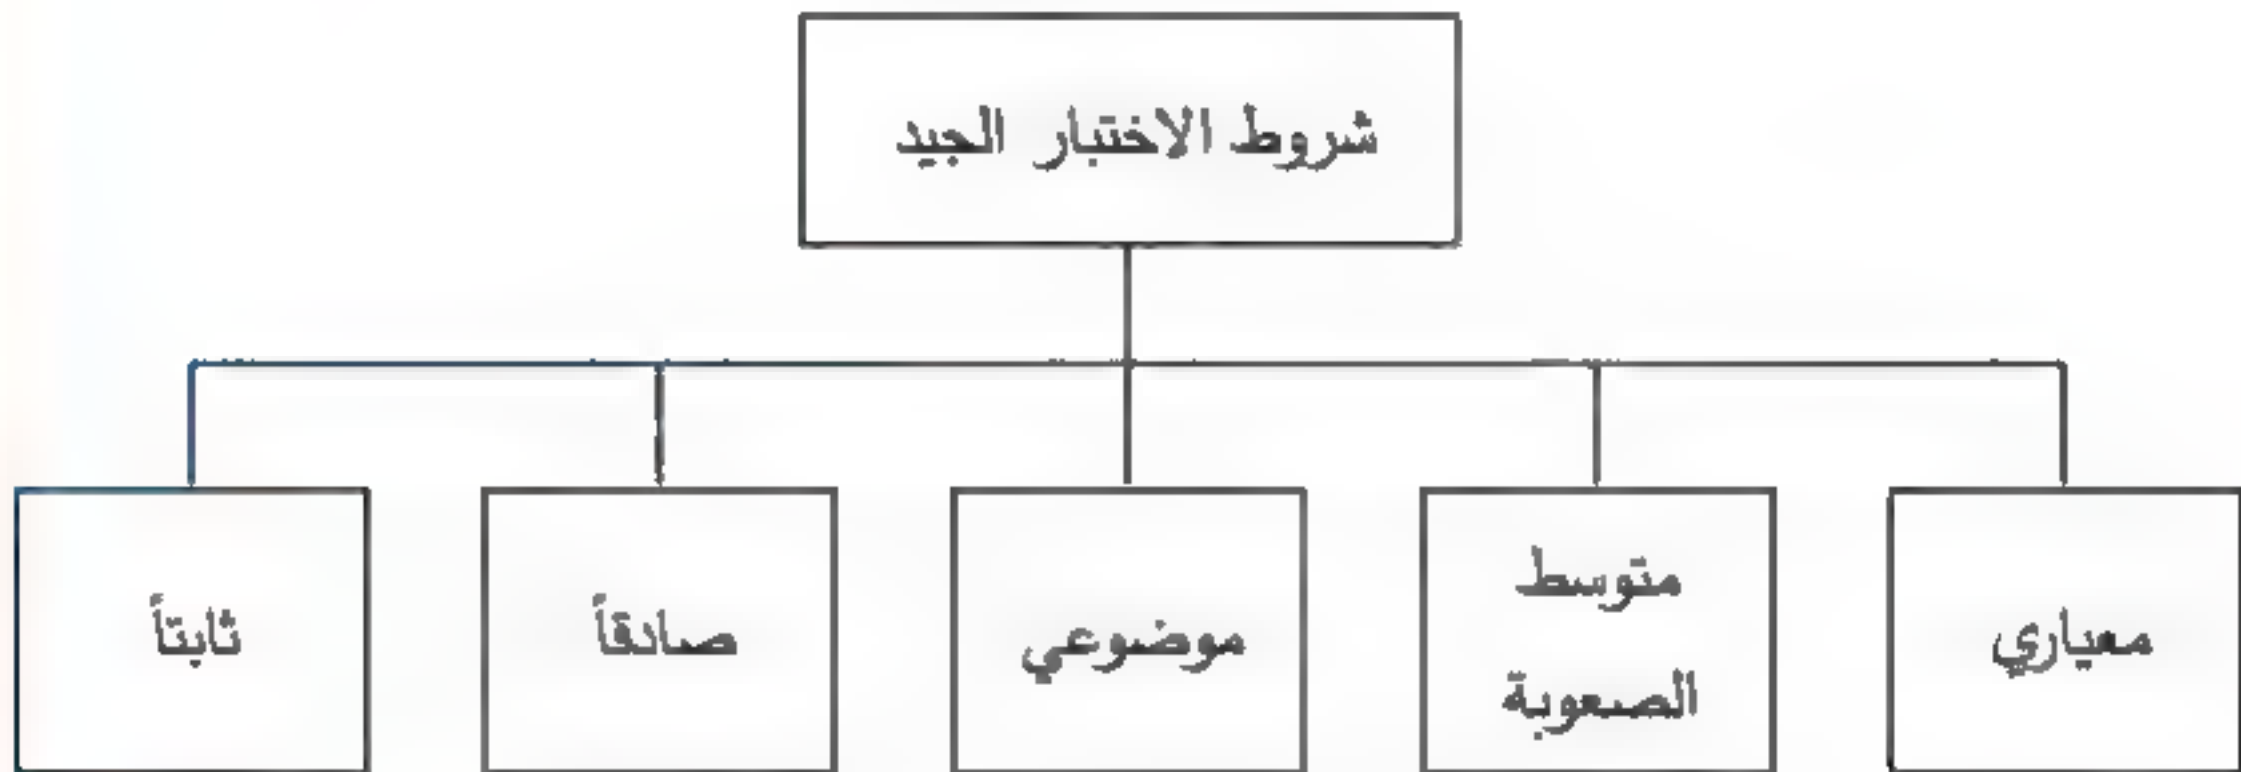 شروط الاختبار الجيد
معياري
متوسط
الصعوبة
موضوعي
صادقاً
ثابتاً